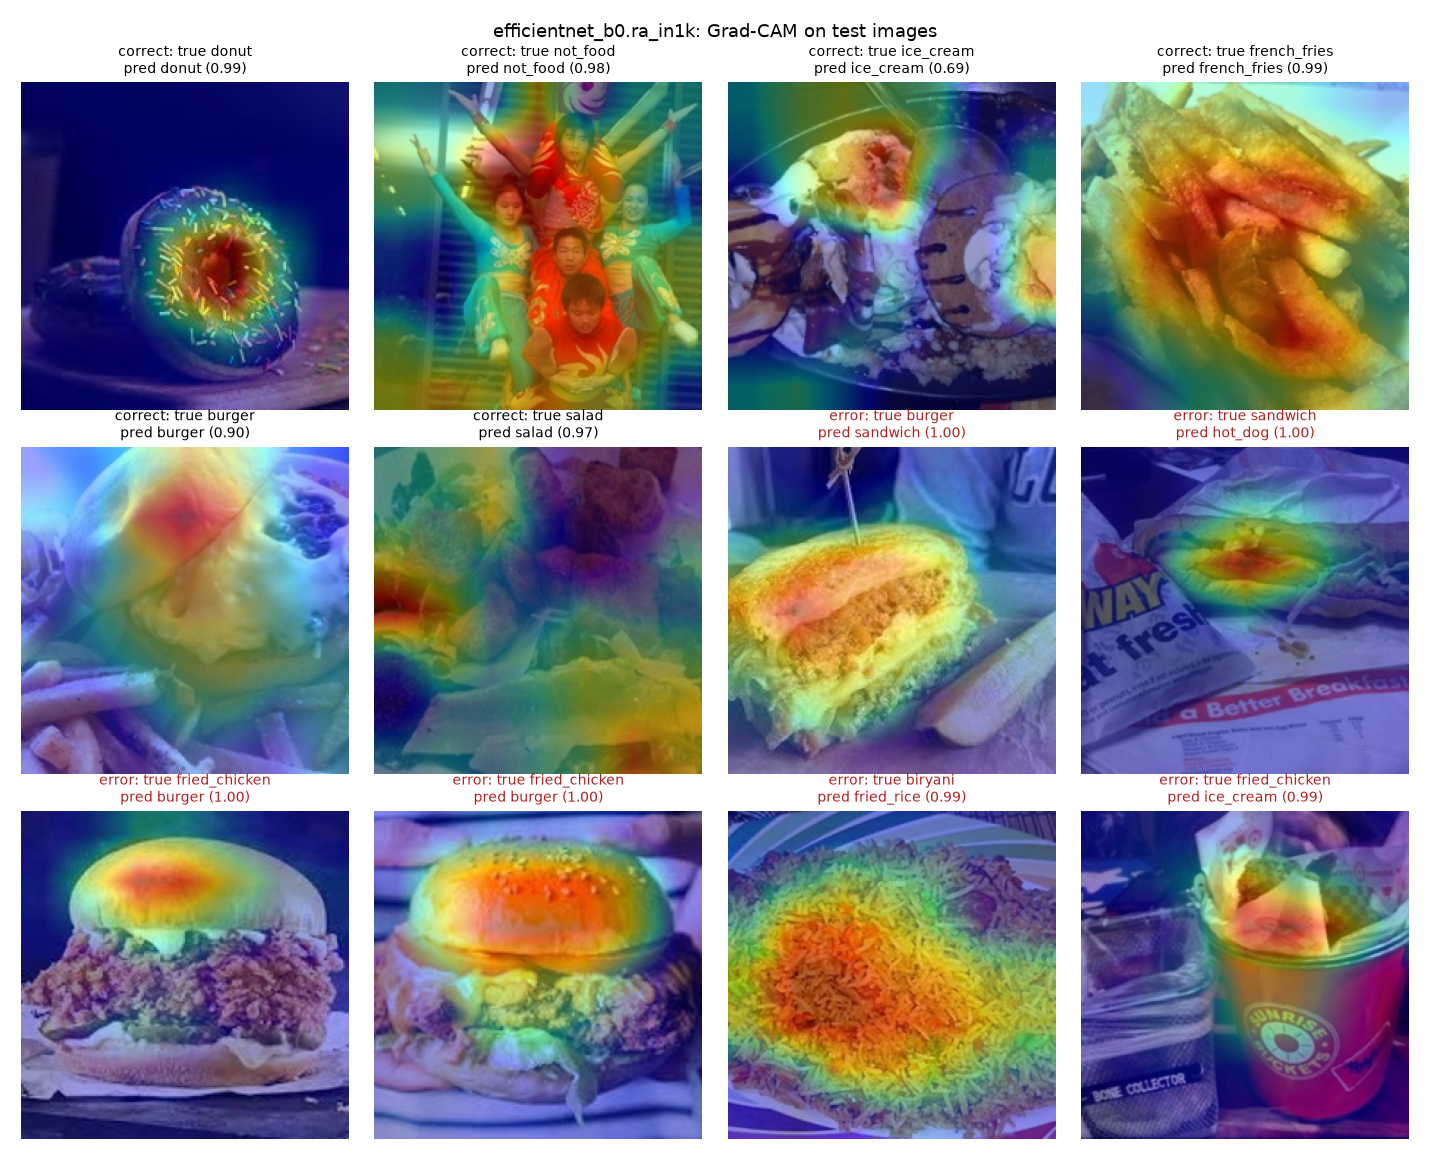 efficientnet_b0.ra_in1k: Grad-CAM on test images
correct: true donut
pred donut (0.99)
correct: true not_food
pred not_food (0.98)
correct: true ice_cream
pred ice_cream (0.69)
correct: true french_fries
pred french_fries (0.99)
correct: true burger
pred burger (0.90)
correct: true salad
pred salad (0.97)
error: true burger
pred sandwich (1.00)
error: true sandwich
pred hot_dog (1.00)
WAY
at fresh
a Better Breakfast
error: true fried_chicken
pred burger (1.00)
error: true fried_chicken
pred burger (1.00)
error: true biryani
pred fried_rice (0.99)
error: true fried_chicken
pred ice_cream (0.99)
SUNRISE
BONE COLLECTOR